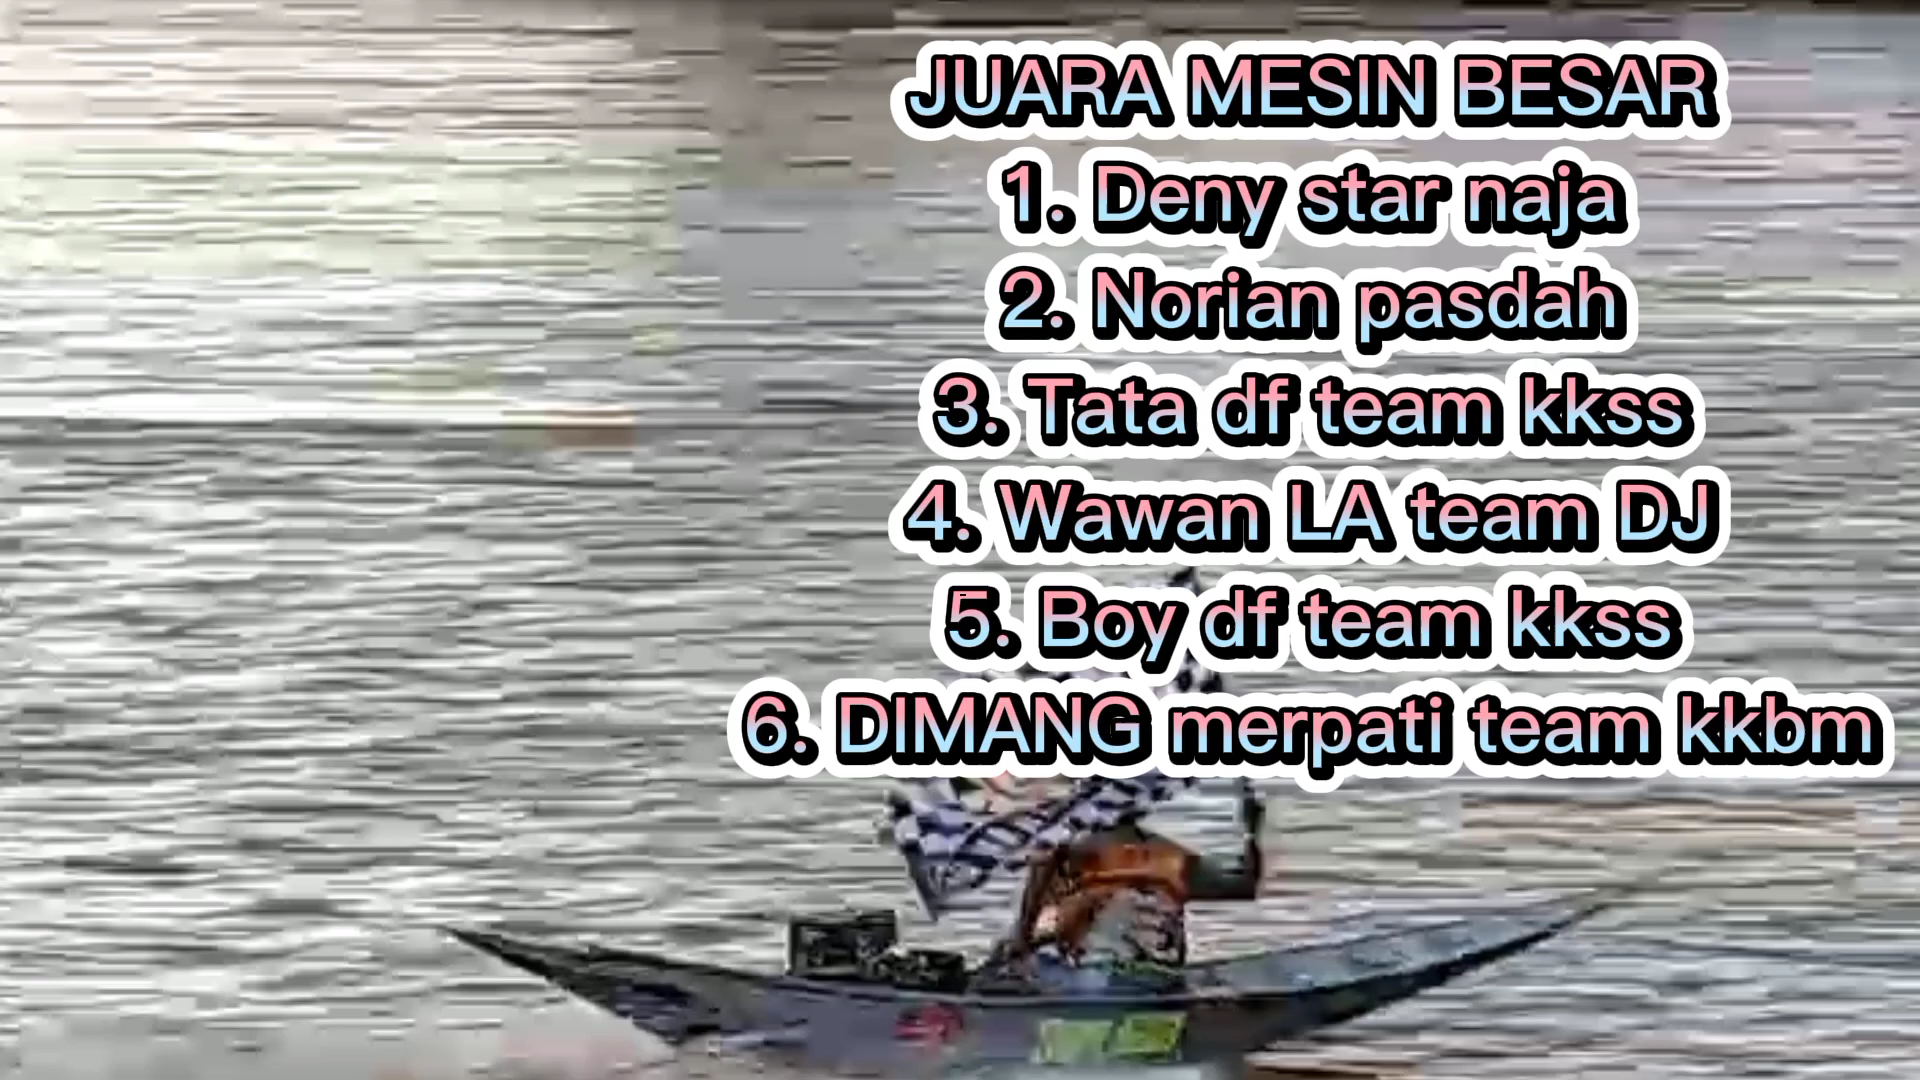 JUARA MESIN BESAR
1. Deny star naja
2. Norian pasdah
3. Tata df team kkss
4. Wawan LA team DJ
5. Boy df team kkss
6. DIMANG merpati team kkbm